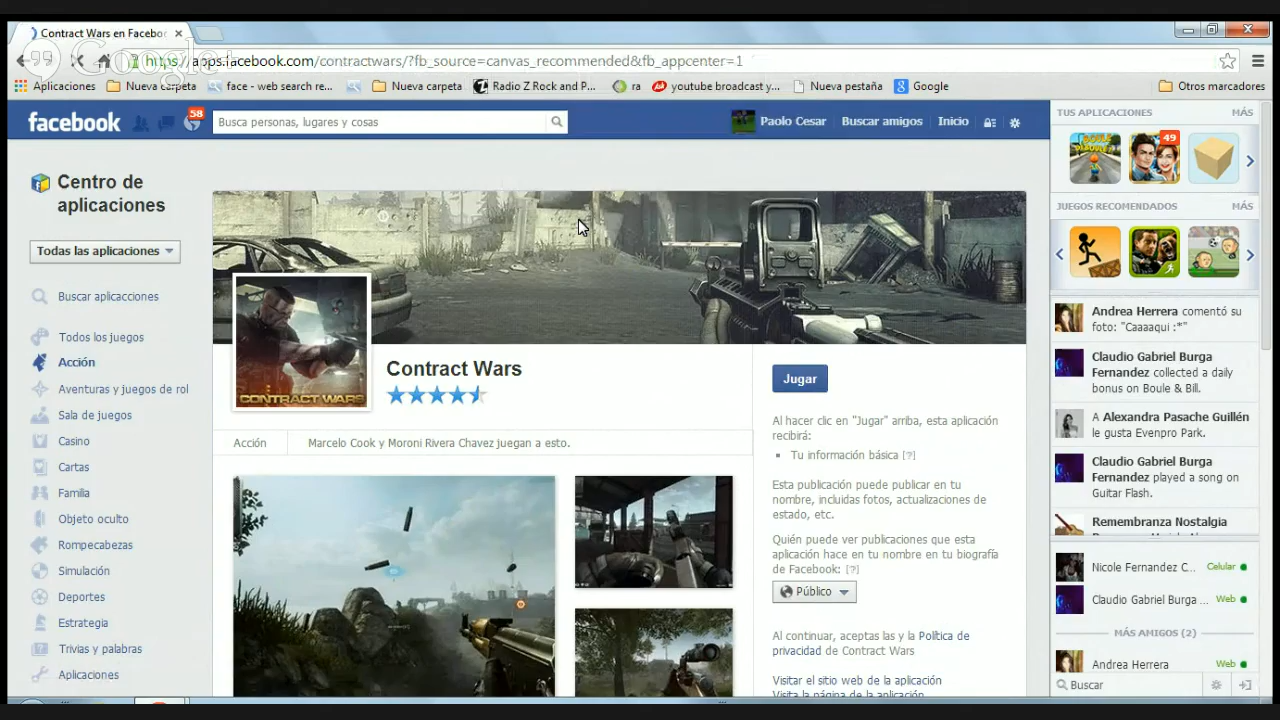 Contract Wars en Facebo
Google+
https://apps.facebook.com/contractwars/?fb_source=canvas_recommended&fb_appcenter=1
Aplicaciones
Nueva carpeta
face - web search re...
Nueva carpeta
Radio Z Rock and P...
ra
youtube broadcast y...
Nueva pestaña
Google
Otros marcadores
facebook
58
Busca personas, lugares y cosas
Paolo Cesar
Buscar amigos
Inicio
Centro de
aplicaciones
Todas las aplicaciones
Buscar aplicacciones
Todos los juegos
Acción
Aventuras y juegos de rol
Sala de juegos
Casino
Cartas
Familia
Objeto oculto
Rompecabezas
Simulación
Deportes
Estrategia
Trivias y palabras
Aplicaciones
CONTRACT WARS
Contract Wars
Acción
Marcelo Cook y Moroni Rivera Chavez juegan a esto.
Jugar
Al hacer clic en "Jugar" arriba, esta aplicación
recibirá:
Tu información básica [?]
Esta publicación puede publicar en tu
nombre, incluidas fotos, actualizaciones de
estado, etc.
Quién puede ver publicaciones que esta
aplicación hace en tu nombre en tu biografía
de Facebook: [?]
Público
Al continuar, aceptas las y la Política de
privacidad de Contract Wars
Visitar el sitio web de la aplicación
Visita la página de la aplicación
TUS APLICACIONES
MÁS
49
JUEGOS RECOMENDADOS
MÁS
Andrea Herrera comentó su
foto: "Caaaaqui :*"
Claudio Gabriel Burga
Fernandez collected a daily
bonus on Boule & Bill.
A Alexandra Pasache Guillén
le gusta Evenpro Park.
Claudio Gabriel Burga
Fernandez played a song on
Guitar Flash.
Remembranza Nostalgia
Nicole Fernandez C...
Celular
Claudio Gabriel Burga ...
Web
MÁS AMIGOS (2)
Andrea Herrera
Web
Buscar